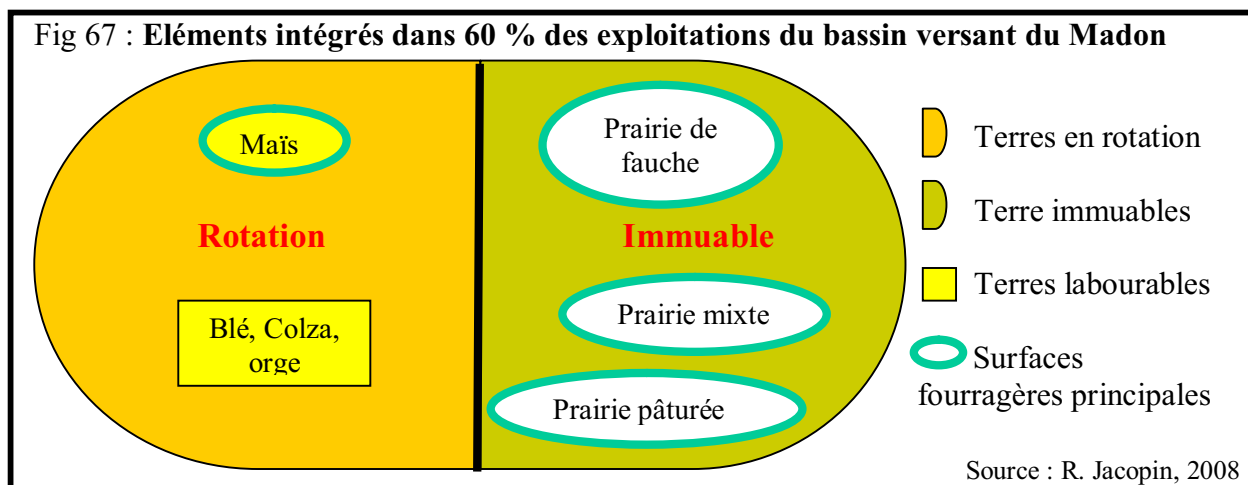 Fig 67 : Eléments intégrés dans 60 % des exploitations du bassin versant du Madon
Maïs
Rotation
Blé, Colza,
orge
Prairie de
fauche
Immuable
Prairie mixte
Prairie pâturée
Terres en rotation
Terre immuables
Terres labourables
Surfaces
fourragères principales
Source : R. Jacopin, 2008